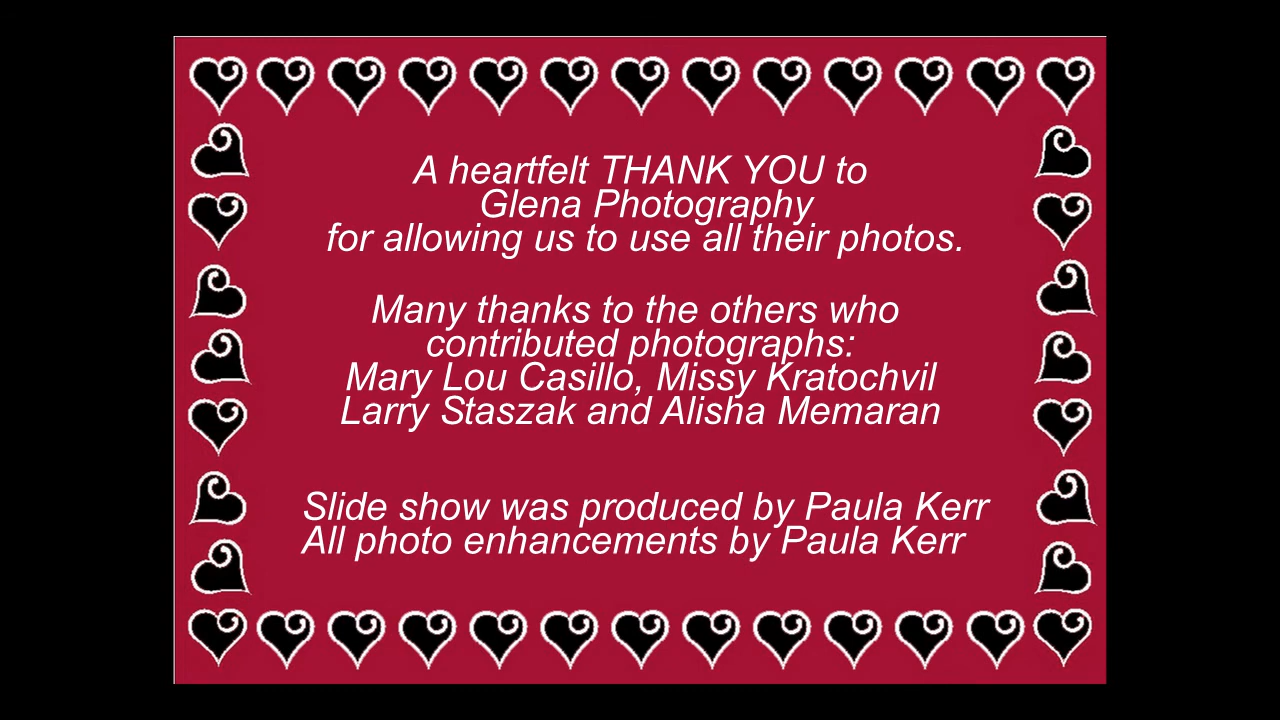 A heartfelt THANK YOU to
Glena Photography
for allowing us to use all their photos.
Many thanks to the others who
contributed photographs:
Mary Lou Casillo, Missy Kratochvil
Larry Staszak and Alisha Memaran
Slide show was produced by Paula Kerr
All photo enhancements by Paula Kerr